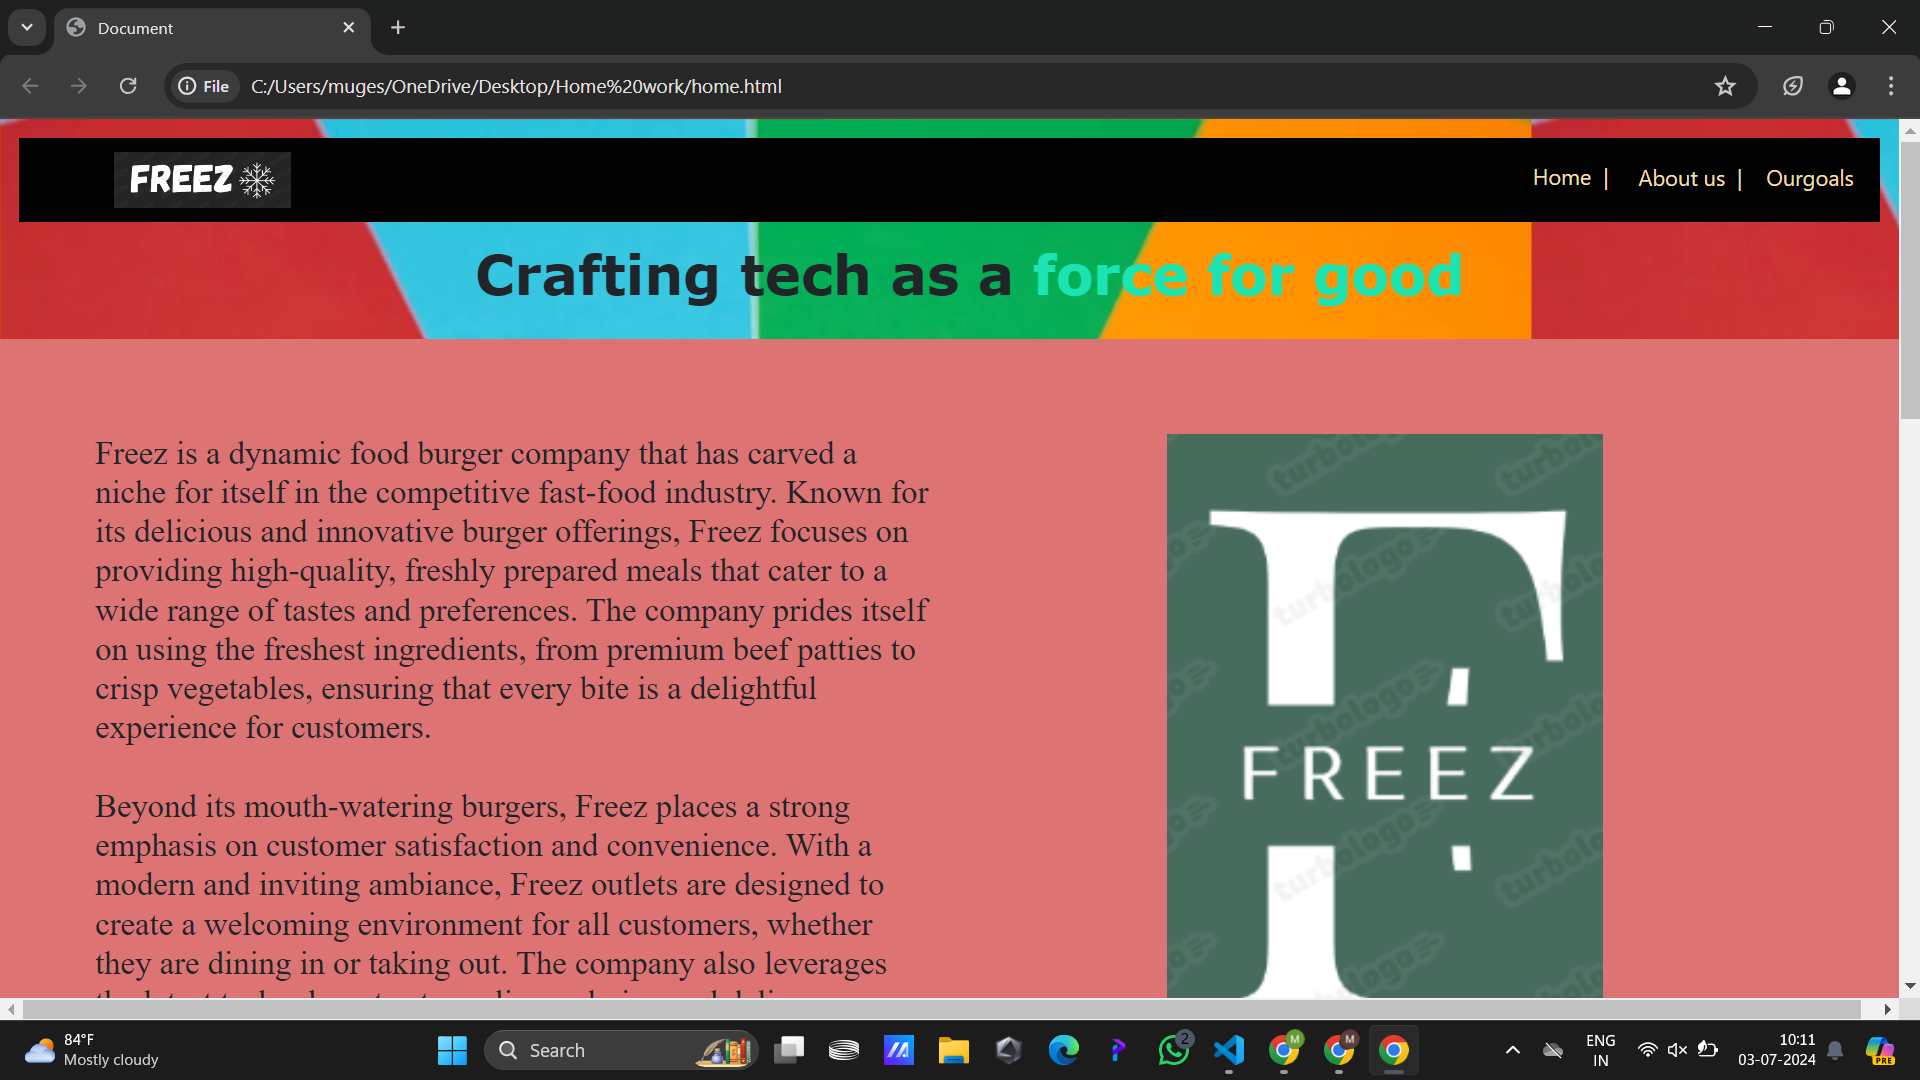 Document
File
C:/Users/muges/OneDrive/Desktop/Home%20work/home.html
FREEZ
Home |
About us |
Ourgoals
Crafting tech as a force for good
Freez is a dynamic food burger company that has carved a
niche for itself in the competitive fast-food industry. Known for
its delicious and innovative burger offerings, Freez focuses on
providing high-quality, freshly prepared meals that cater to a
wide range of tastes and preferences. The company prides itself
on using the freshest ingredients, from premium beef patties to
crisp vegetables, ensuring that every bite is a delightful
experience for customers.
Beyond its mouth-watering burgers, Freez places a strong
emphasis on customer satisfaction and convenience. With a
modern and inviting ambiance, Freez outlets are designed to
create a welcoming environment for all customers, whether
they are dining in or taking out. The company also leverages
turbologo
turbologo
turbologo
turbologo
F
FREEZ
84°F
Mostly cloudy
Search
2
M
M
ENG
IN
10:11
03-07-2024
PRE